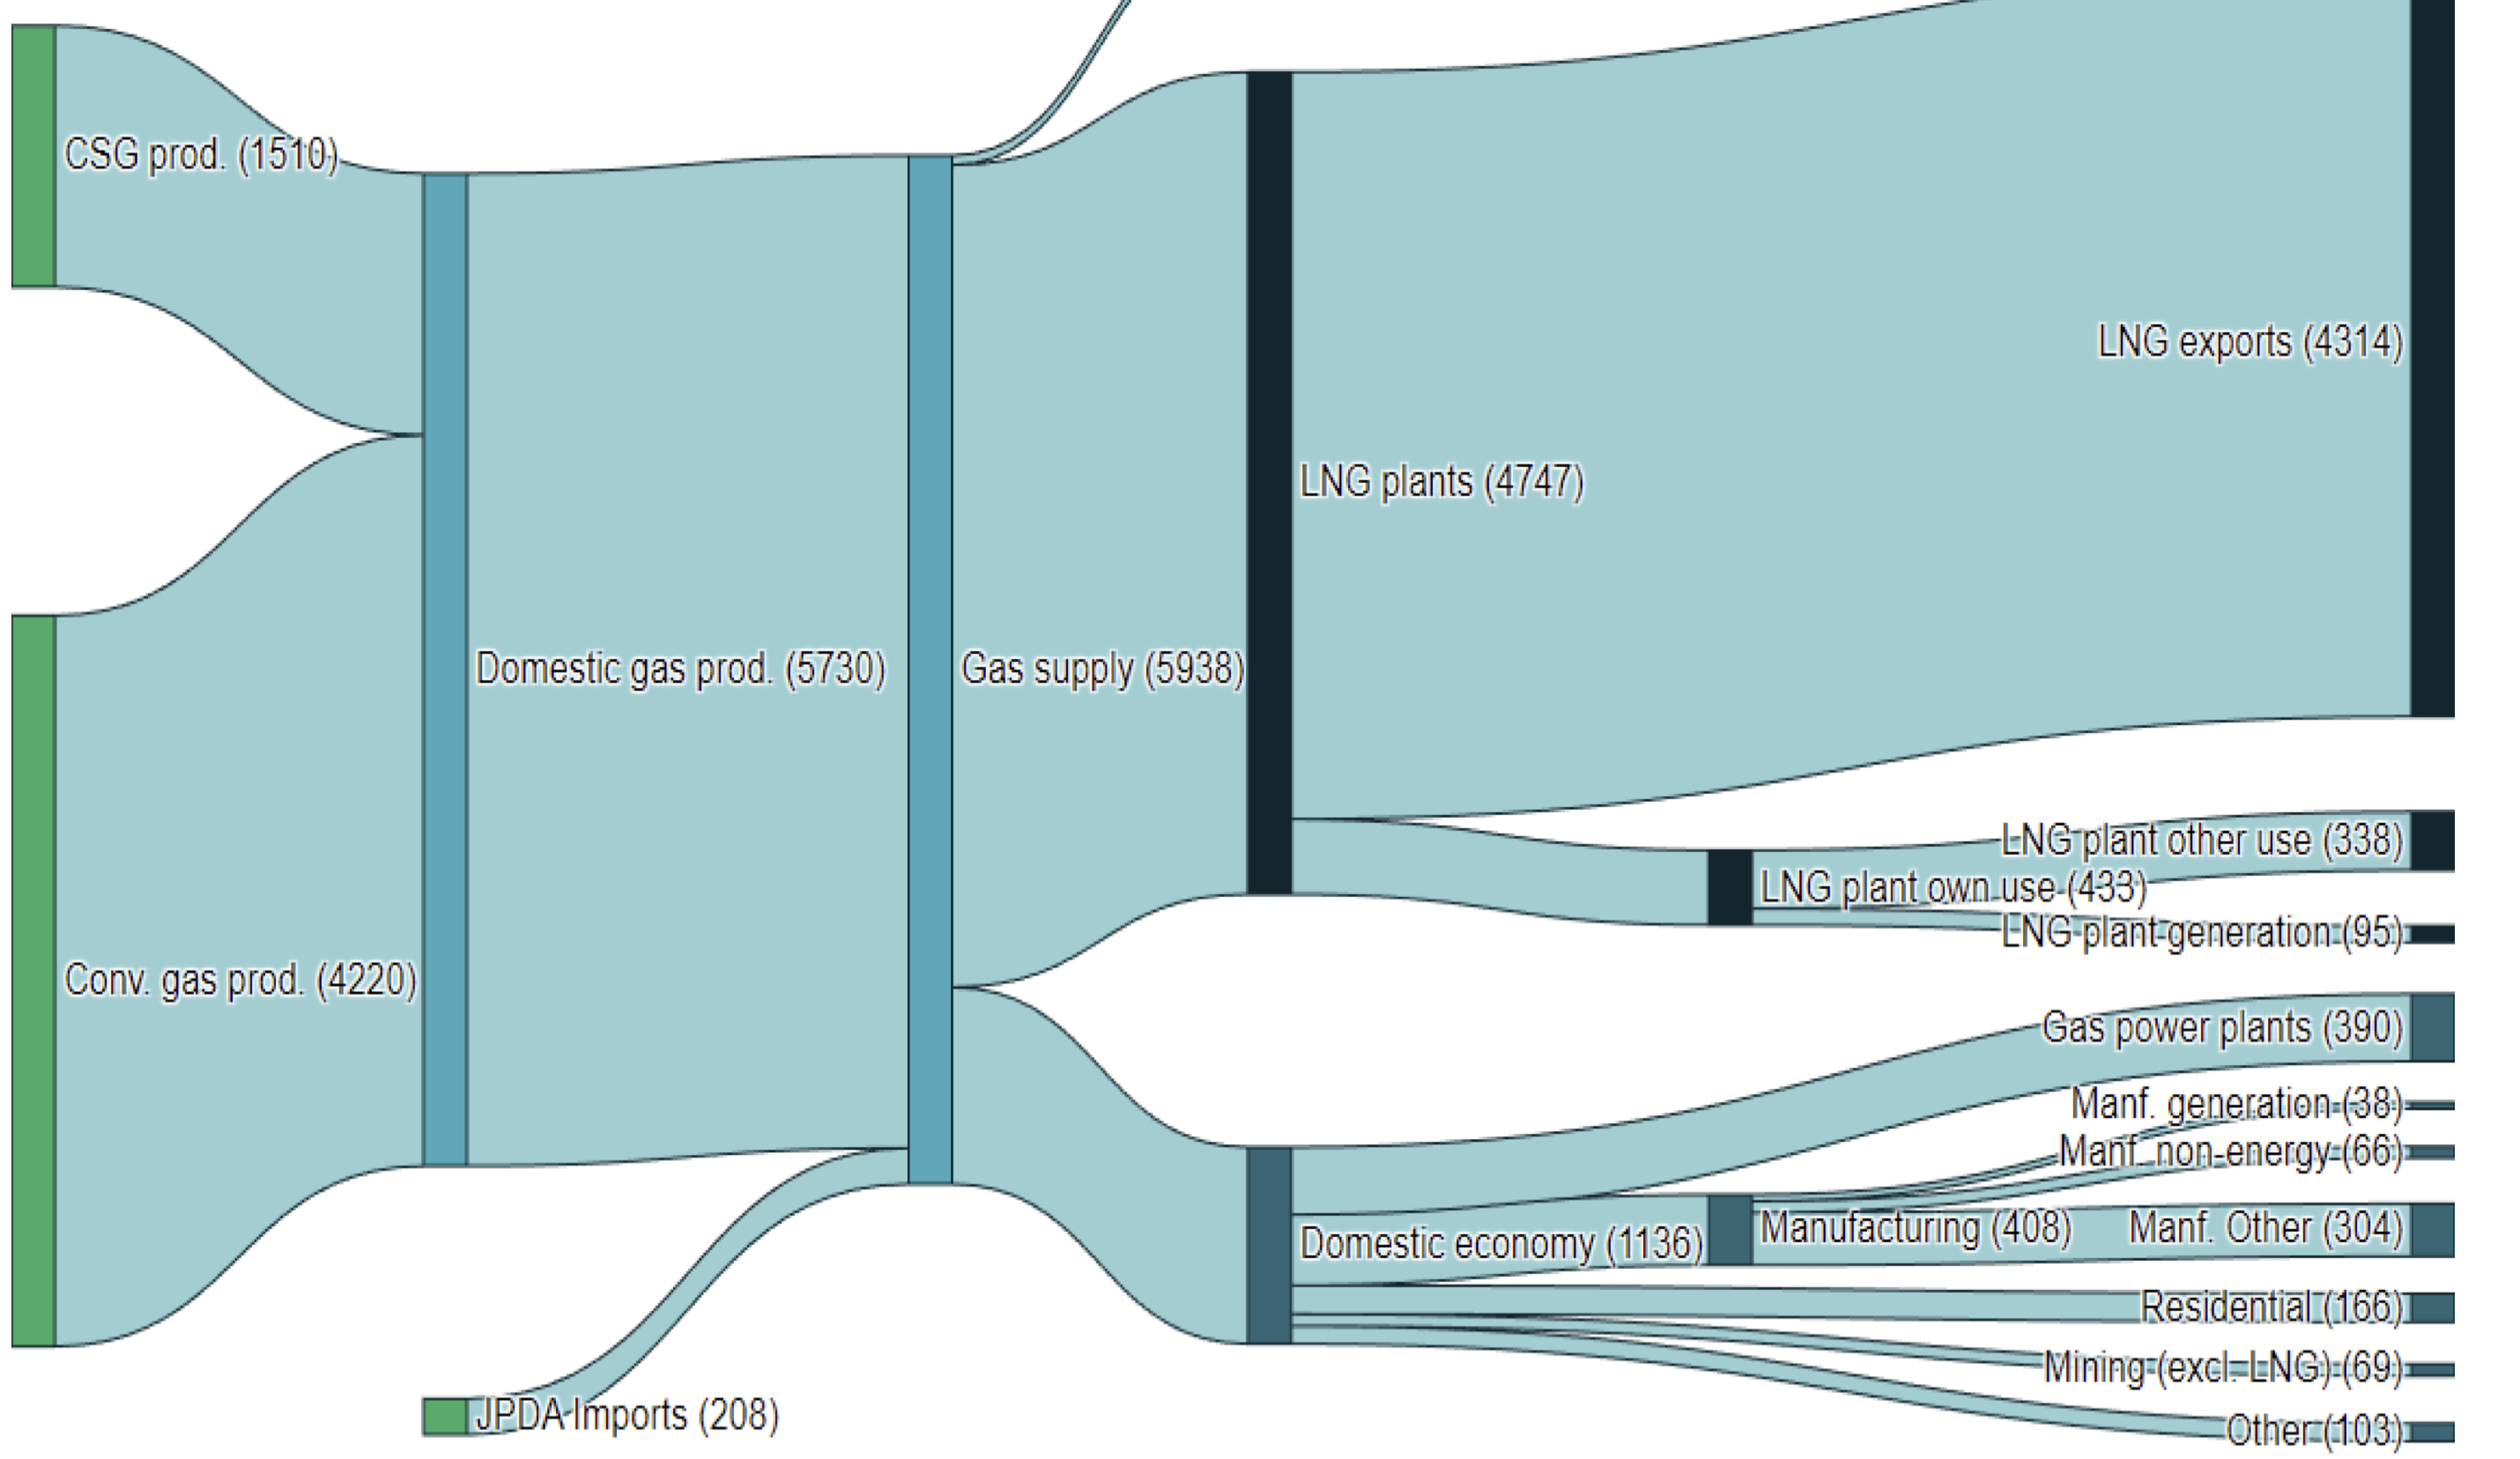 CSG prod. (1510)
Conv. gas prod. (4220)
Domestic gas prod. (5730)
JPDA Imports (208)
Gas supply (5938)
LNG plants (4747)
LNG exports (4314)
LNG plant other use (338)
LNG plant own use (433)
LNG plant generation (95)
Gas power plants (390)
Manf. generation (38)
Manf. non-energy (66)
Domestic economy (1136)
Manufacturing (408)
Manf. Other (304)
Residential (166)
Mining (excl. LNG) (69)
Other (103)